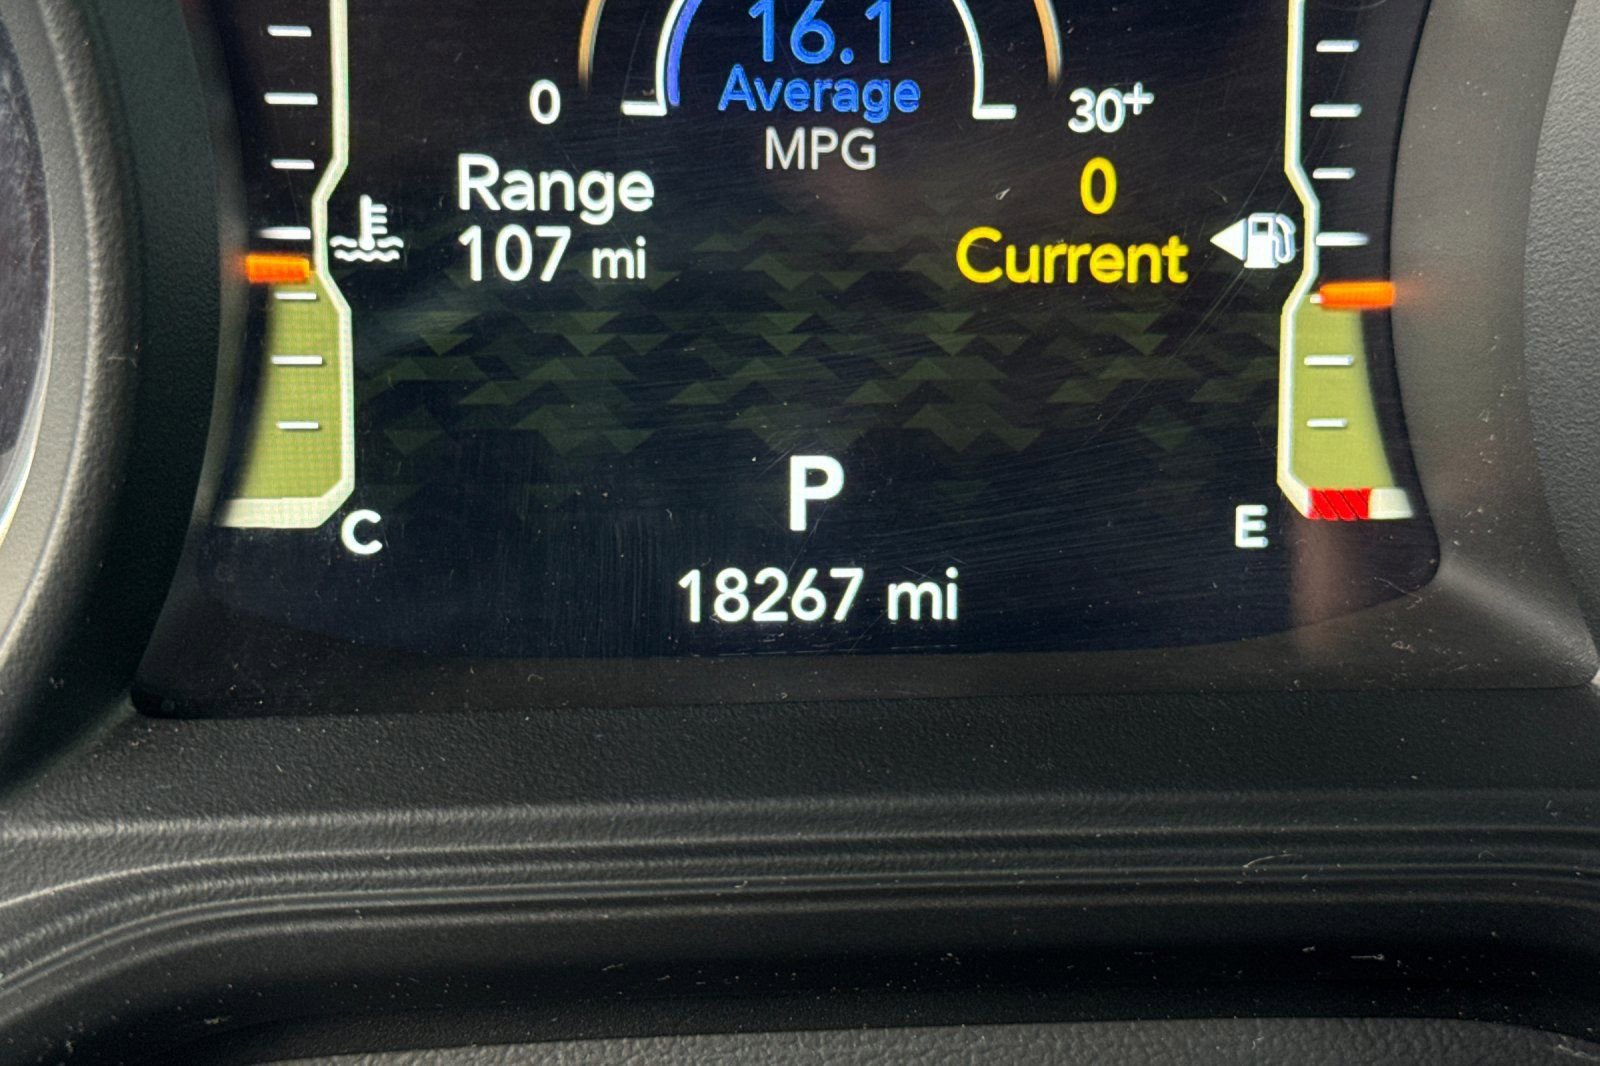 16.1
Average
MPG
0
30+
Range
107 mi
0
Current
C
P
E
18267 mi